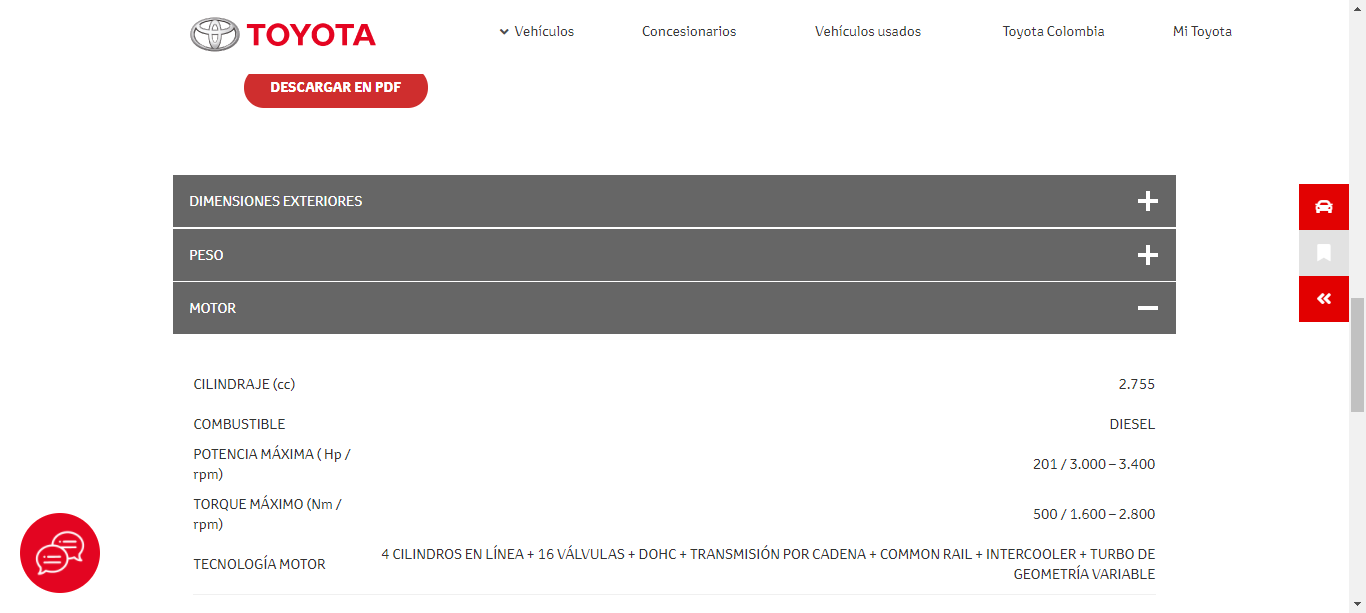 TOYOTA
Vehículos
Concesionarios
Vehículos usados
Toyota Colombia
Mi Toyota
DESCARGAR EN PDF
DIMENSIONES EXTERIORES
PESO
MOTOR
CILINDRAJE (cc)
2.755
COMBUSTIBLE
DIESEL
POTENCIA MÁXIMA ( Hp /
rpm)
201 / 3.000 – 3.400
TORQUE MÁXIMO (Nm /
rpm)
500 / 1.600 – 2.800
TECNOLOGÍA MOTOR
4 CILINDROS EN LÍNEA + 16 VÁLVULAS + DOHC + TRANSMISIÓN POR CADENA + COMMON RAIL + INTERCOOLER + TURBO DE
GEOMETRÍA VARIABLE